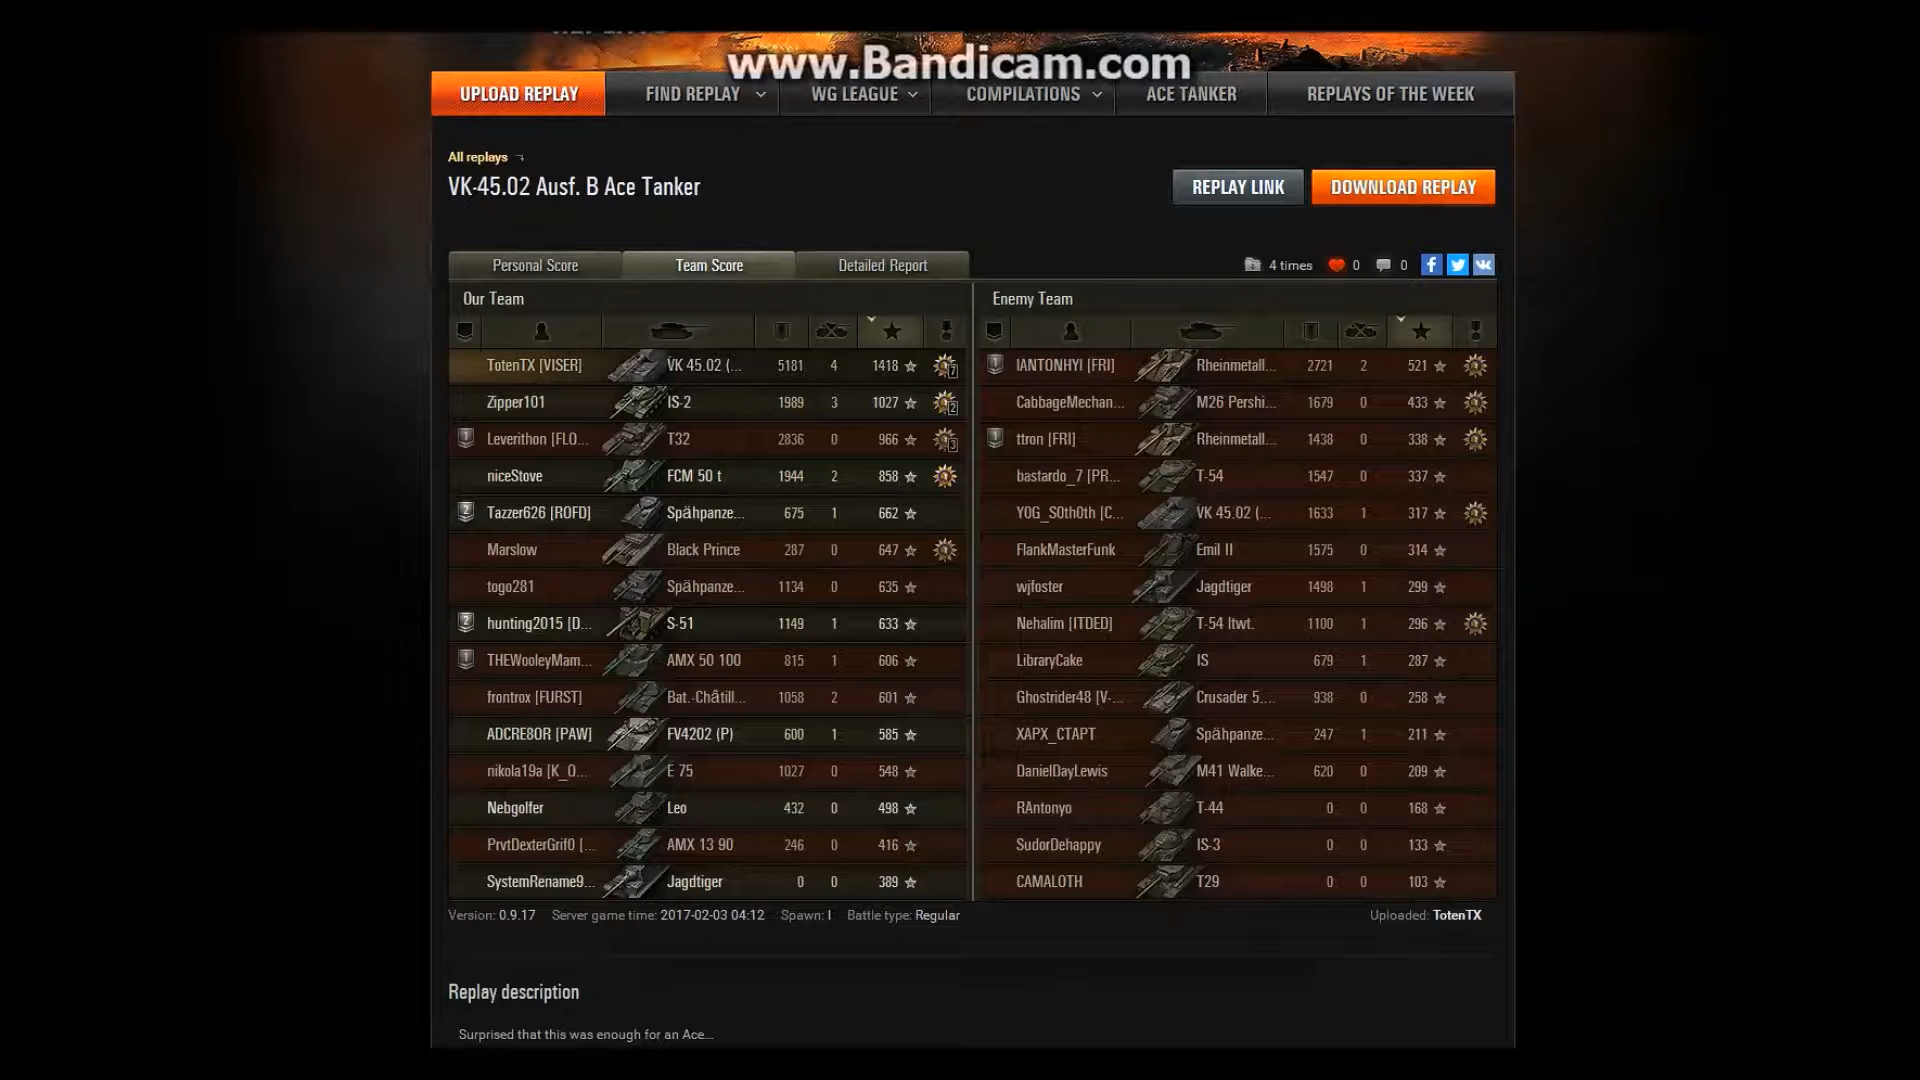 www.Bandicam.com
UPLOAD REPLAY FIND REPLAY WG LEAGUE COMPILATIONS ACE TANKER REPLAYS OF THE WEEK
All replays
VK-45.02 Ausf. B Ace Tanker REPLAY LINK DOWNLOAD REPLAY
Personal Score Team Score Detailed Report 4 times 0 0
Our Team Enemy Team
TotenTX [VISER] VK 45.02 (... 5181 4 1418 7 IANTONHYI [FRI] Rheinmetall... 2721 2 521
Zipper101 IS-2 1989 3 1027 2 CabbageMechan... M26 Pershi... 1679 0 433
1 Leverithon [FLO... T32 2836 0 966 3 1 ttron [FRI] Rheinmetall... 1438 0 338
niceStove FCM 50 t 1944 2 858 bastardo_7 [PR... T-54 1547 0 337
2 Tazzer626 [ROFD] Spähpanze... 675 1 662 Y0G_S0th0th [C... VK 45.02 (... 1633 1 317
Marslow Black Prince 287 0 647 FlankMasterFunk Emil II 1575 0 314
togo281 Spähpanze... 1134 0 635 wjfoster Jagdtiger 1498 1 299
2 hunting2015 [D... S-51 1149 1 633 Nehalim [ITDED] T-54 ltwt. 1100 1 296
1 THEWooleyMam... AMX 50 100 815 1 606 LibraryCake IS 679 1 287
frontrox [FURST] Bat.-Châtill... 1058 2 601 Ghostrider48 [V-... Crusader 5.... 938 0 258
ADCRE8OR [PAW] FV4202 (P) 600 1 585 XAPX_CTAPT Spähpanze... 247 1 211
nikola19a [K_O... E 75 1027 0 548 DanielDayLewis M41 Walke... 620 0 209
Nebgolfer Leo 432 0 498 RAntonyo T-44 0 0 168
PrvtDexterGrif0 [... AMX 13 90 246 0 416 SudorDehappy IS-3 0 0 133
SystemRename9... Jagdtiger 0 0 389 CAMALOTH T29 0 0 103
Version: 0.9.17 Server game time: 2017-02-03 04:12 Spawn: I Battle type: Regular Uploaded: TotenTX
Replay description
Surprised that this was enough for an Ace...